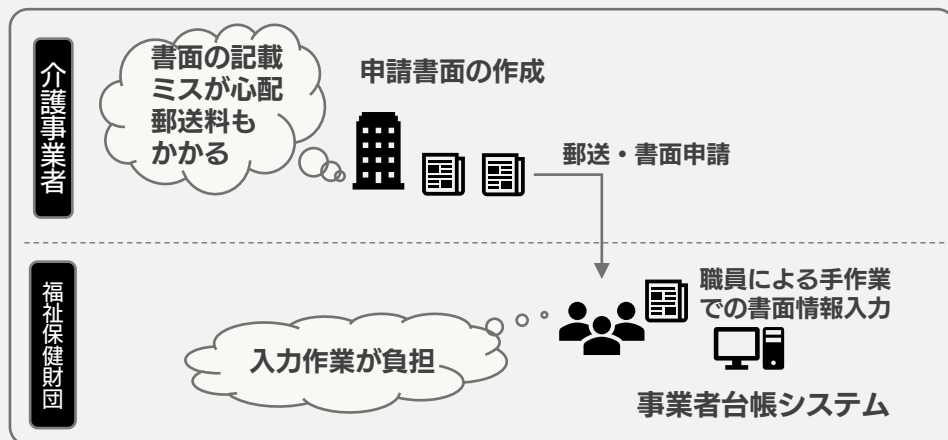 介護事業者
書面の記載
ミスが心配
郵送料も
かかる
申請書面の作成
郵送・書面申請
福祉保健財団
入力作業が負担
職員による手作業
での書面情報入力
事業者台帳システム